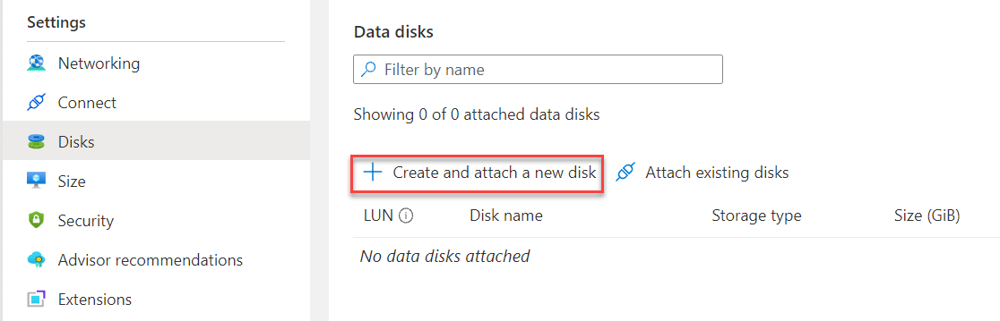 Settings
Networking
Connect
Disks
Size
Security
Advisor recommendations
Extensions
Data disks
Filter by name
Showing 0 of 0 attached data disks
Create and attach a new disk Attach existing disks
LUN Disk name Storage type Size (GiB)
No data disks attached